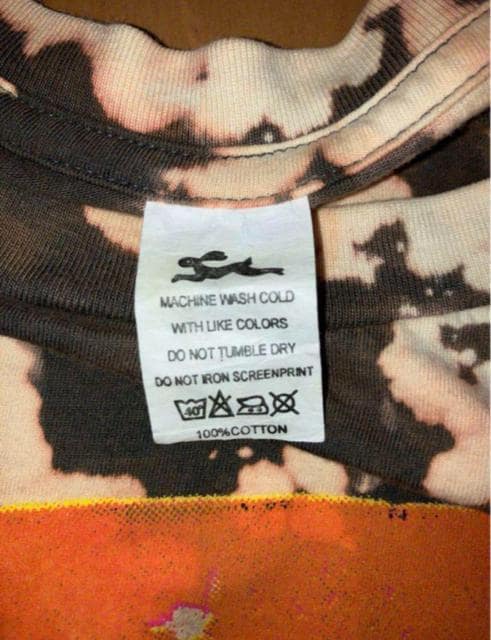 MACHINE WASH COLD
WITH LIKE COLORS
DO NOT TUMBLE DRY
DO NOT IRON SCREENPRINT
40°
100%COTTON